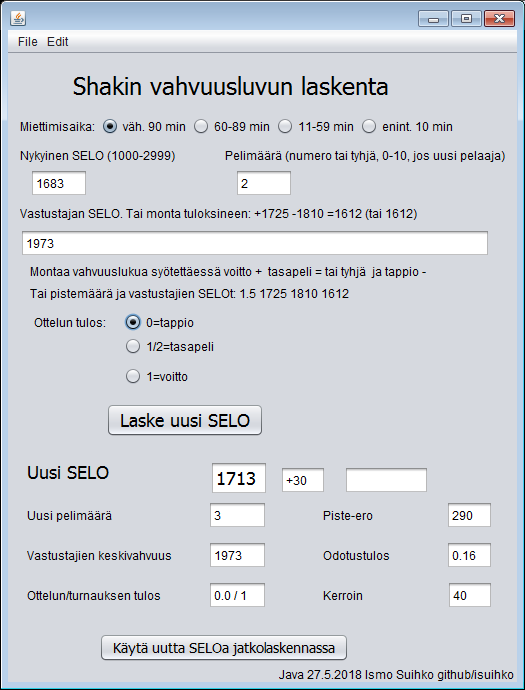 File Edit
Shakin vahvuusluvun laskenta
Miettimisaika: väh. 90 min 60-89 min 11-59 min enint. 10 min
Nykyinen SELO (1000-2999) Pelimäärä (numero tai tyhjä, 0-10, jos uusi pelaaja)
1683 2
Vastustajan SELO. Tai monta tuloksineen: +1725 -1810 =1612 (tai 1612)
1973
Montaa vahvuuslukua syötettäessä voitto + tasapeli = tai tyhjä ja tappio -
Tai pistemäärä ja vastustajien SELOt: 1.5 1725 1810 1612
Ottelun tulos: 0=tappio
1/2=tasapeli
1=voitto
Laske uusi SELO
Uusi SELO 1713 +30
Uusi pelimäärä 3 Piste-ero 290
Vastustajien keskivahvuus 1973 Odotustulos 0.16
Ottelun/turnauksen tulos 0.0 / 1 Kerroin 40
Käytä uutta SELOa jatkolaskennassa
Java 27.5.2018 Ismo Suihko github/isuihko